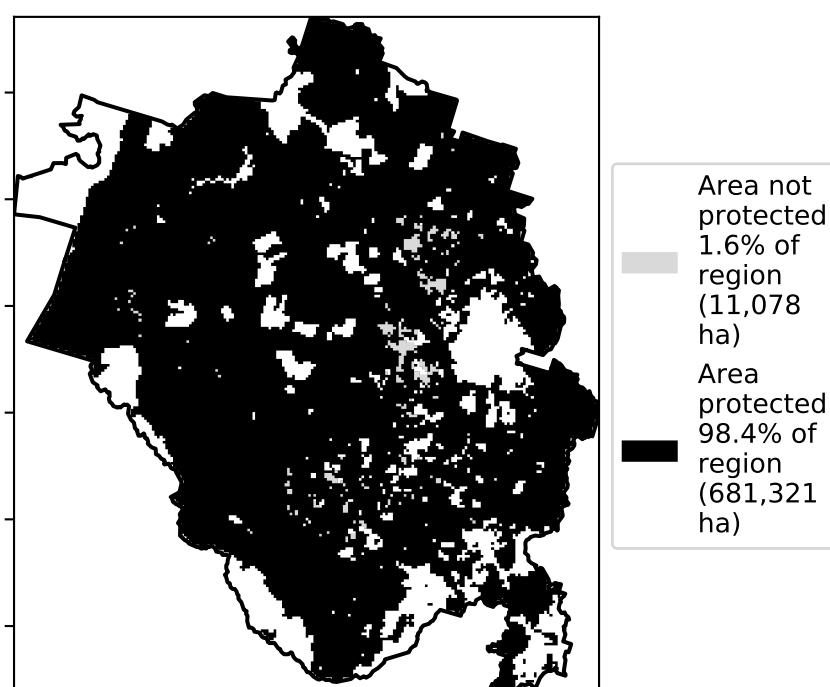 Area not
protected
1.6% of
region
(11,078
ha)
Area
protected
98.4% of
region
(681,321
ha)